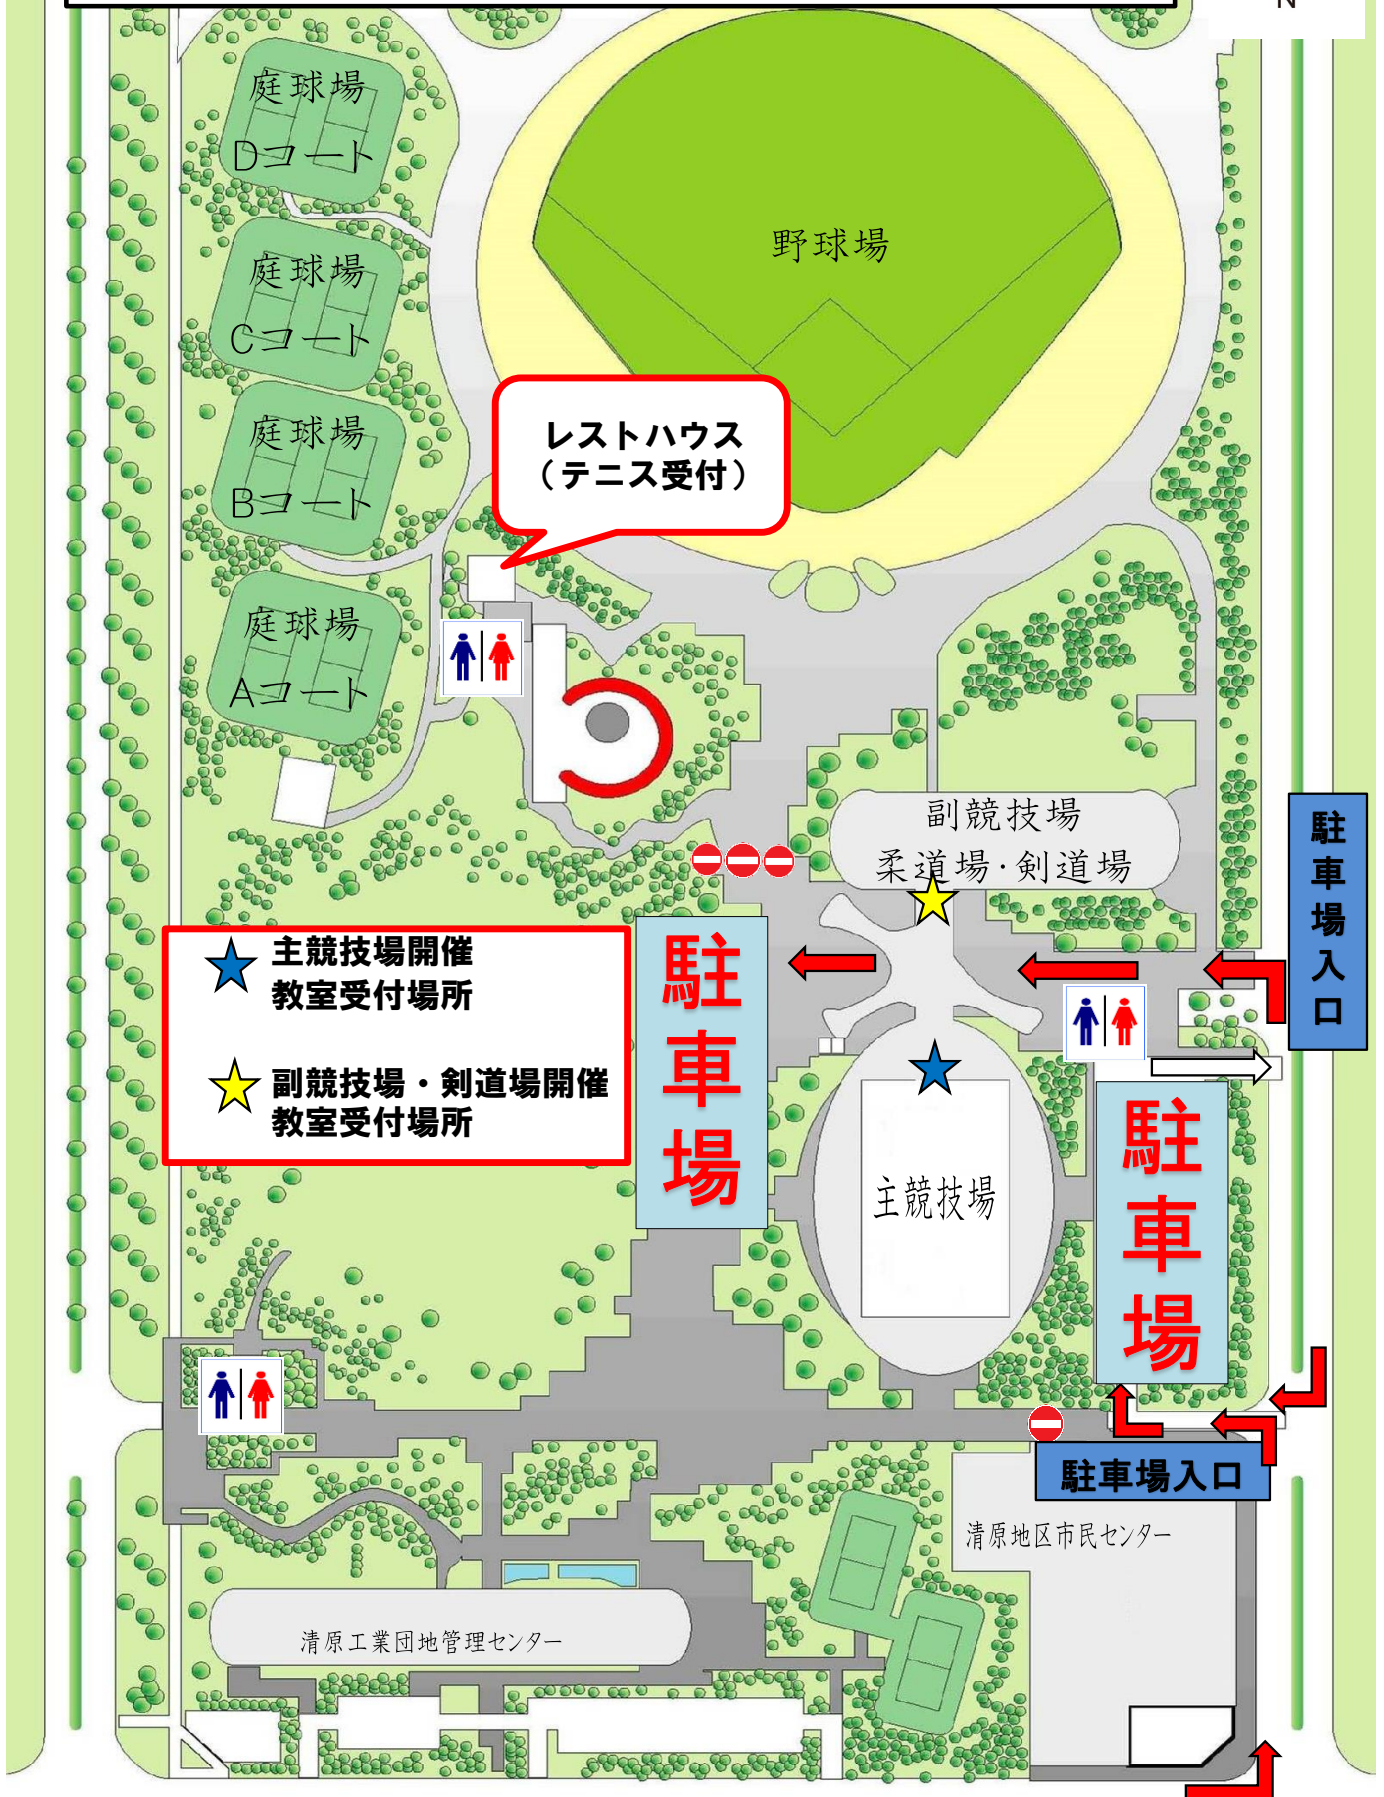 N
庭球場
Dコート
野球場
庭球場
Cコート
レストハウス
（テニス受付）
庭球場
Bコート
庭球場
Aコート
副競技場
柔道場・剣道場
駐車場入口
主競技場開催
教室受付場所
副競技場・剣道場開催
教室受付場所
駐車場
主競技場
駐車場
駐車場入口
清原地区市民センター
清原工業団地管理センター